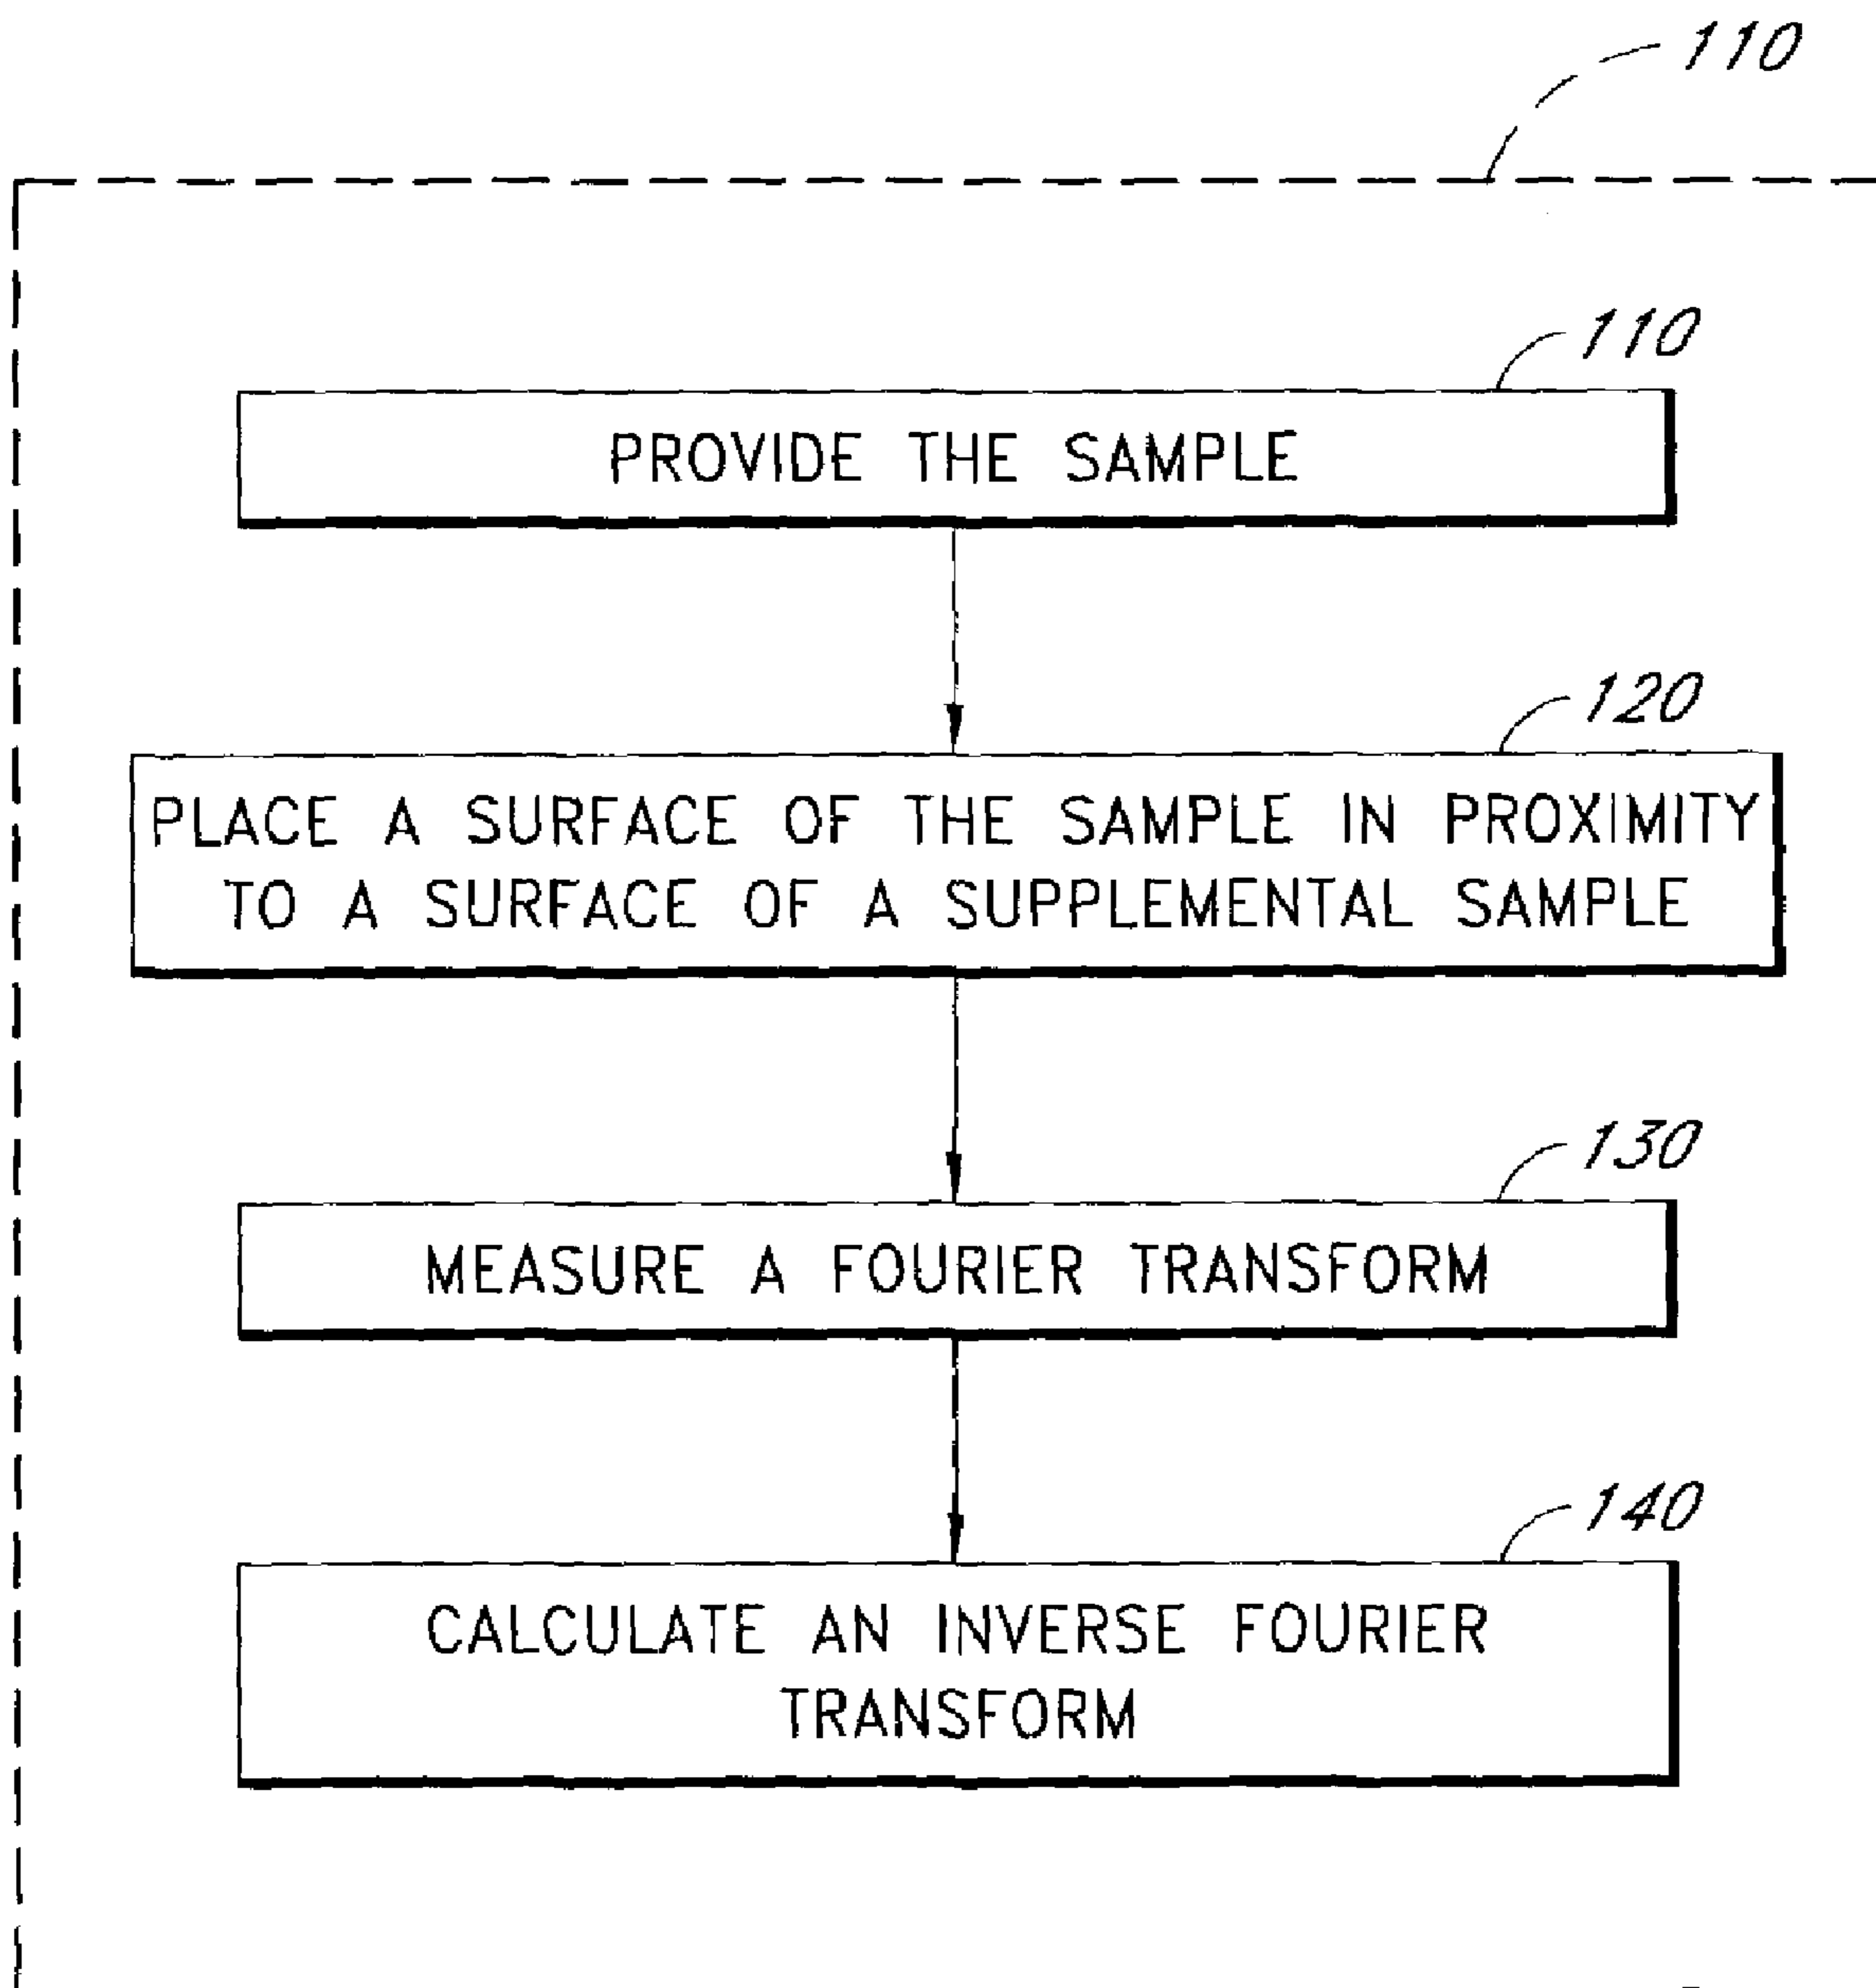 110
110
PROVIDE THE SAMPLE
120
PLACE A SURFACE OF THE SAMPLE IN PROXIMITY
TO A SURFACE OF A SUPPLEMENTAL SAMPLE
130
MEASURE A FOURIER TRANSFORM
140
CALCULATE AN INVERSE FOURIER
TRANSFORM